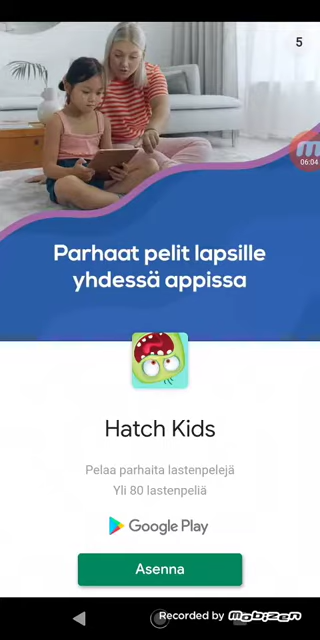 5
06:04
Parhaat pelit lapsille
yhdessä appissa
Hatch Kids
Pelaa parhaita lastenpelejä
Yli 80 lastenpeliä
Google Play
Asenna
Recorded by mobizen